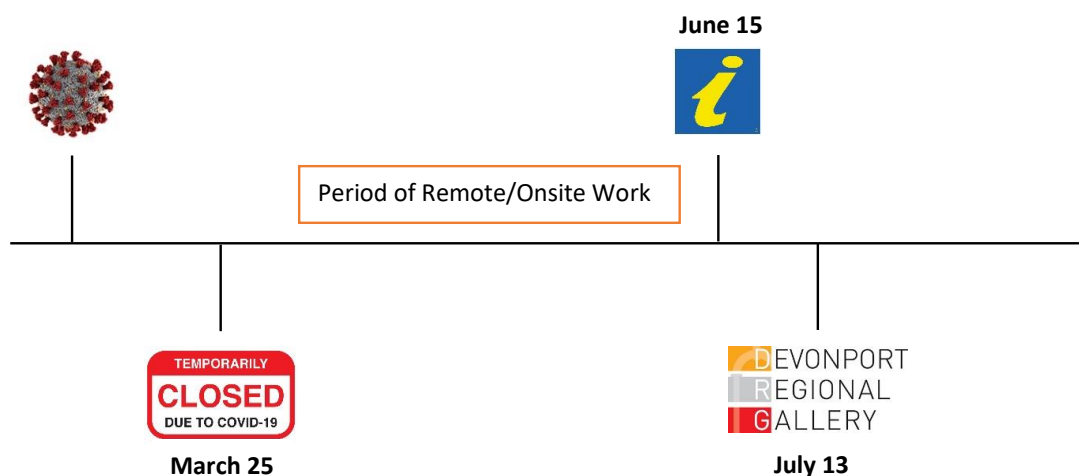 June 15
i
Period of Remote/Onsite Work
TEMPORARILY
CLOSED
DUE TO COVID-19
March 25
DEVONPORT
REGIONAL
GALLERY
July 13